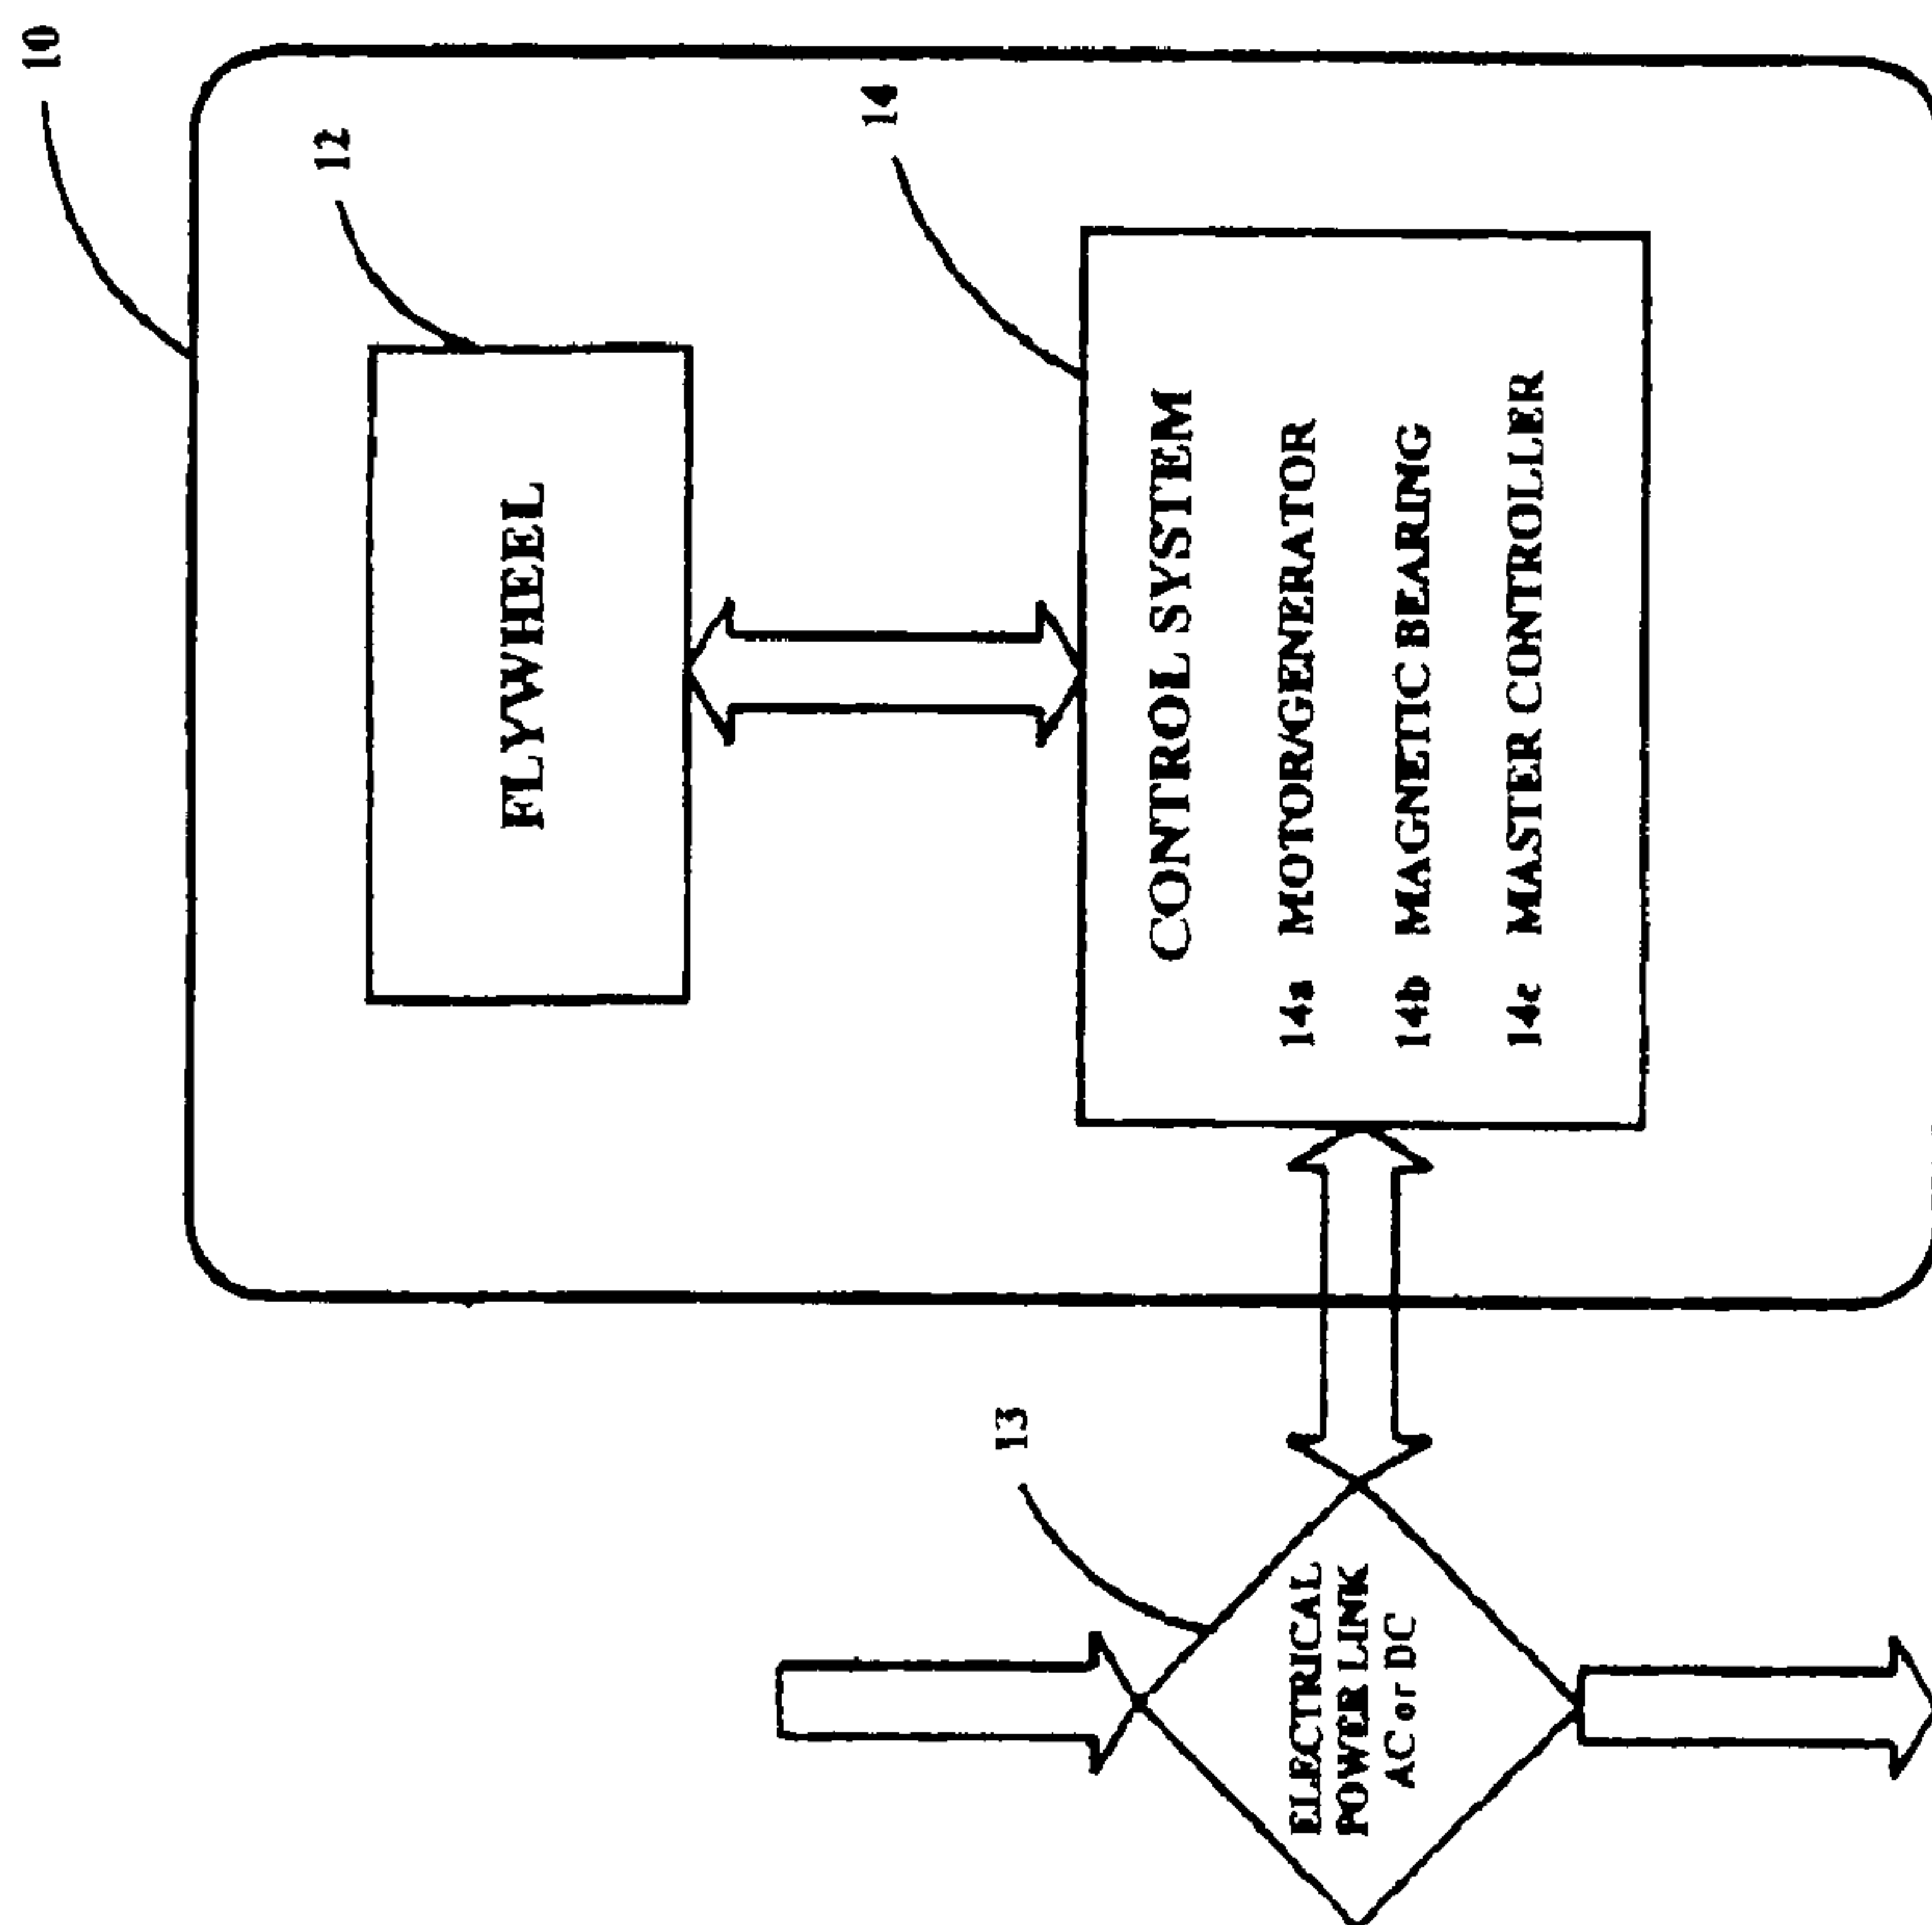 10
12
FLYWHEEL
14
CONTROL SYSTEM
14a MOTOR/GENERATOR
14b MAGNETIC BEARING
14c MASTER CONTROLLER
13
ELECTRICAL
POWER LINK
AC or DC